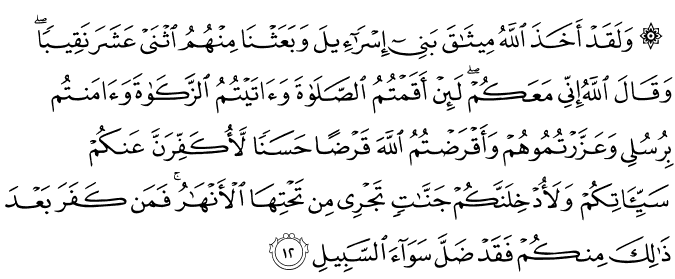 ۞ وَلَقَدۡ أَخَذَ ٱللَّهُ مِيثَٰقَ بَنِيٓ إِسۡرَٰٓءِيلَ وَبَعَثۡنَا مِنۡهُمُ ٱثۡنَيۡ عَشَرَ نَقِيبٗاۖ
وَقَالَ ٱللَّهُ إِنِّي مَعَكُمۡۖ لَئِنۡ أَقَمۡتُمُ ٱلصَّلَوٰةَ وَءَاتَيۡتُمُ ٱلزَّكَوٰةَ وَءَامَنتُم
بِرُسُلِي وَعَزَّرۡتُمُوهُمۡ وَأَقۡرَضۡتُمُ ٱللَّهَ قَرۡضًا حَسَنٗا لَّأُكَفِّرَنَّ عَنكُمۡ
سَيِّـَٔاتِكُمۡ وَلَأُدۡخِلَنَّكُمۡ جَنَّٰتٖ تَجۡرِي مِن تَحۡتِهَا ٱلۡأَنۡهَٰرُۚ فَمَن كَفَرَ بَعۡدَ
ذَٰلِكَ مِنكُمۡ فَقَدۡ ضَلَّ سَوَآءَ ٱلسَّبِيلِ ١٢